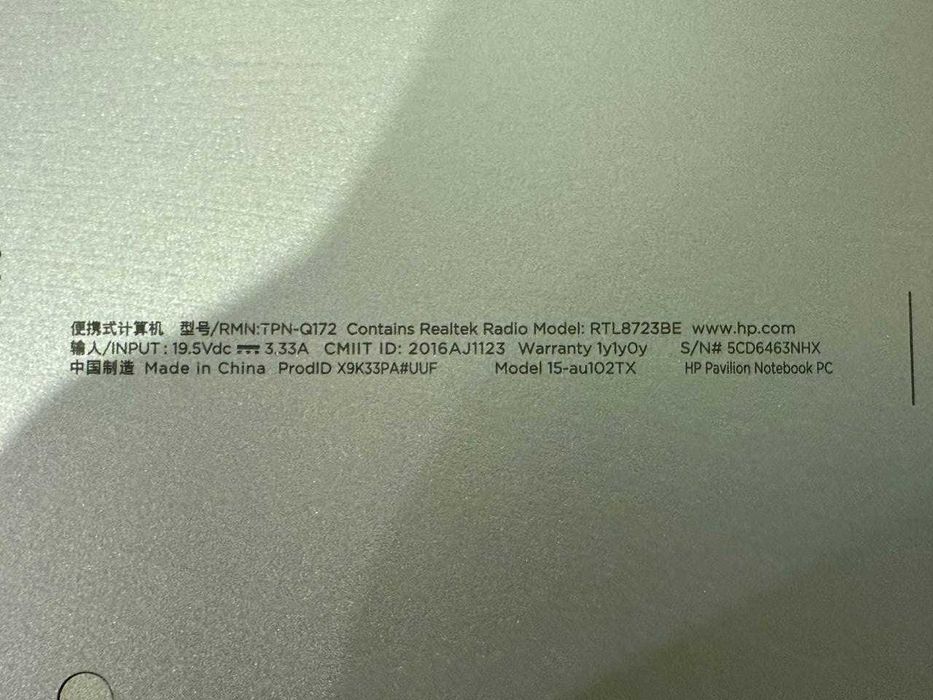 便携式计算机 型号/RMN:TPN-Q172 Contains Realtek Radio Model: RTL8723BE www.hp.com
输入/INPUT : 19.5Vdc ⎓ 3.33A CMIIT ID: 2016AJ1123 Warranty 1y1y0y S/N# 5CD6463NHX
中国制造 Made in China ProdID X9K33PA#UUF Model 15-au102TX HP Pavilion Notebook PC